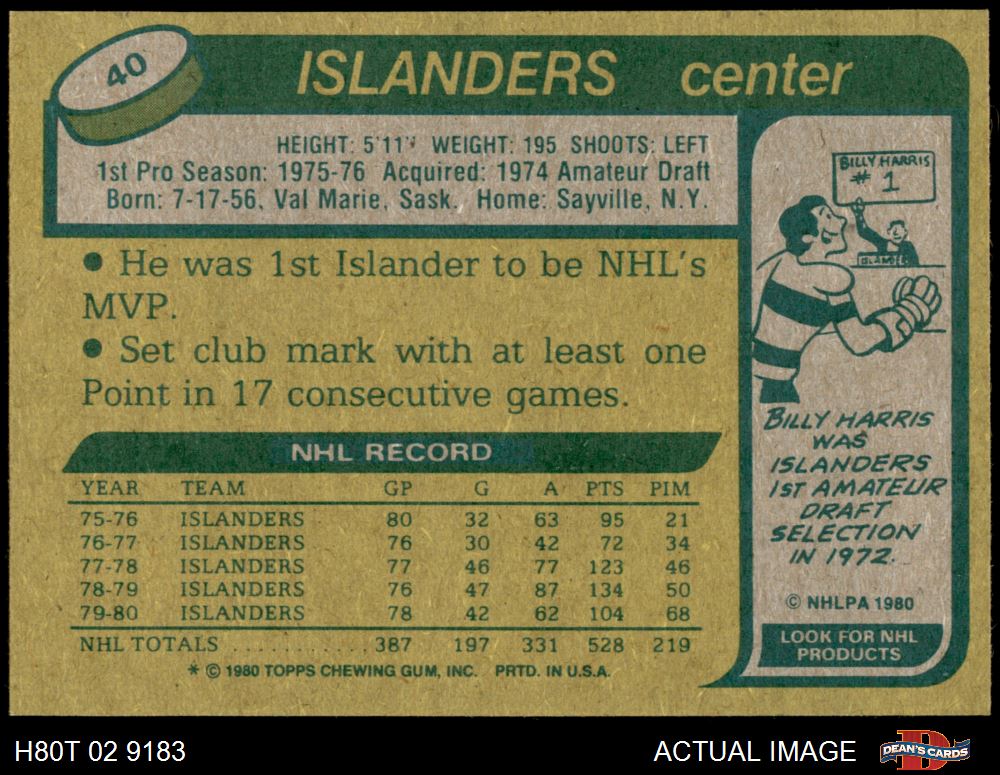 40
ISLANDERS center
HEIGHT: 5'11" WEIGHT: 195 SHOOTS: LEFT
1st Pro Season: 1975-76 Acquired: 1974 Amateur Draft
Born: 7-17-56, Val Marie, Sask. Home: Sayville, N.Y.
• He was 1st Islander to be NHL's
MVP.
• Set club mark with at least one
Point in 17 consecutive games.
NHL RECORD
YEAR TEAM GP G A PTS PIM
75-76 ISLANDERS 80 32 63 95 21
76-77 ISLANDERS 76 30 42 72 34
77-78 ISLANDERS 77 46 77 123 46
78-79 ISLANDERS 76 47 87 134 50
79-80 ISLANDERS 78 42 62 104 68
NHL TOTALS ............ 387 197 331 528 219
* © 1980 TOPPS CHEWING GUM, INC. PRTD. IN U.S.A.
BILLY HARRIS
# 1
ISLANDER
BILLY HARRIS
WAS
ISLANDERS
1ST AMATEUR
DRAFT
SELECTION
IN 1972.
© NHLPA 1980
LOOK FOR NHL
PRODUCTS
H80T 02 9183
ACTUAL IMAGE
D
DEAN'S CARDS